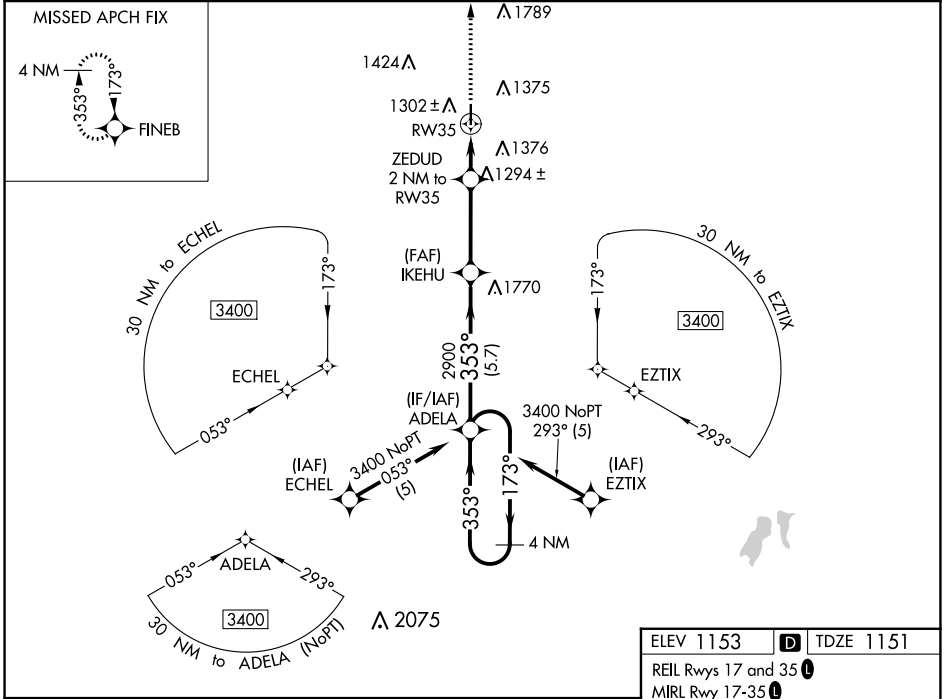 MISSED APCH FIX
4 NM
353°
173°
FINEB
1789
1424
1375
1302 ±
RW35
1376
ZEDUD
2 NM to
RW35
1294 ±
(FAF)
IKEHU
1770
30 NM to ECHEL
173°
3400
ECHEL
053°
30 NM to EZTIX
173°
3400
EZTIX
293°
2900
353°
(5.7)
(IF/IAF)
ADELA
3400 NoPT
293° (5)
(IAF)
ECHEL
3400 NoPT
053°
(5)
(IAF)
EZTIX
353°
173°
4 NM
053°
ADELA
293°
3400
30 NM to ADELA (NoPT)
2075
ELEV 1153 D TDZE 1151
REIL Rwys 17 and 35 L
MIRL Rwy 17-35 L